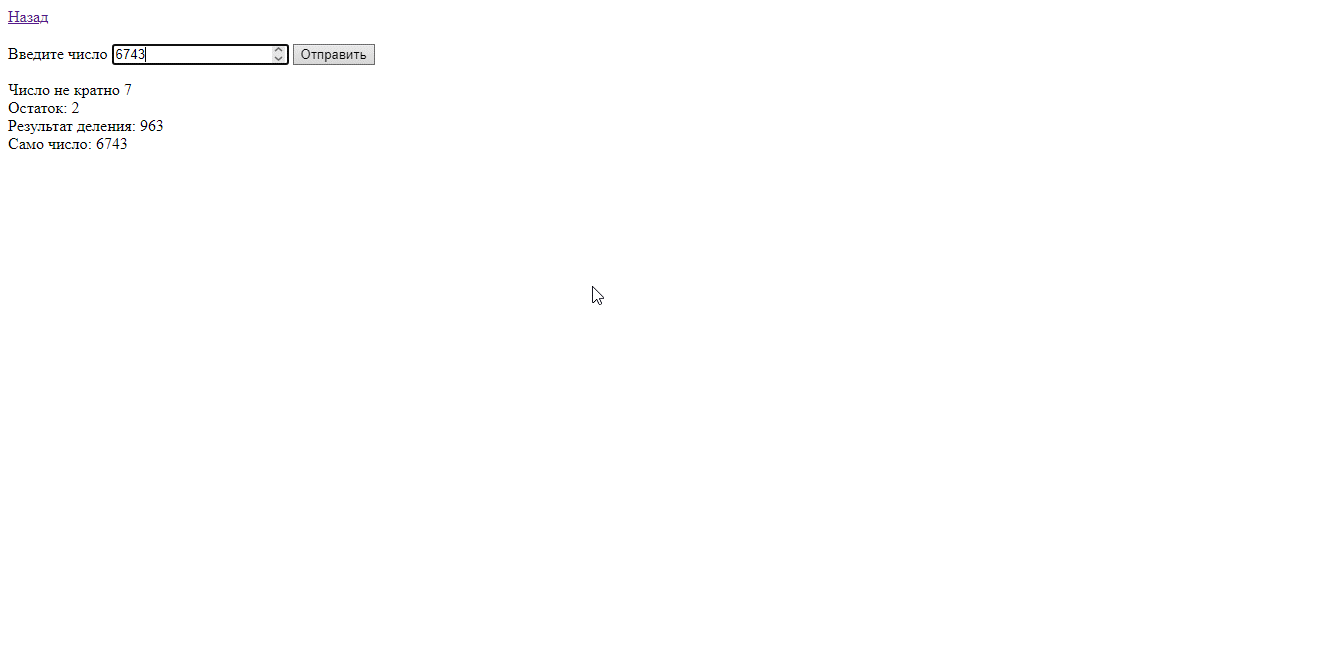 Назад
Введите число 6743 Отправить
Число не кратно 7
Остаток: 2
Результат деления: 963
Само число: 6743